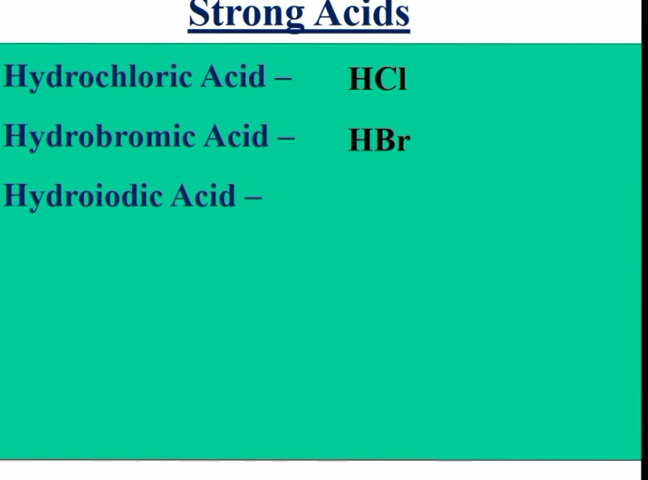 Strong Acids
Hydrochloric Acid – HCl
Hydrobromic Acid – HBr
Hydroiodic Acid –